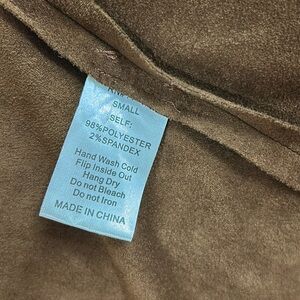 SMALL
SELF:
98%POLYESTER
2%SPANDEX
Hand Wash Cold
Flip Inside Out
Hang Dry
Do not Bleach
Do not Iron
MADE IN CHINA